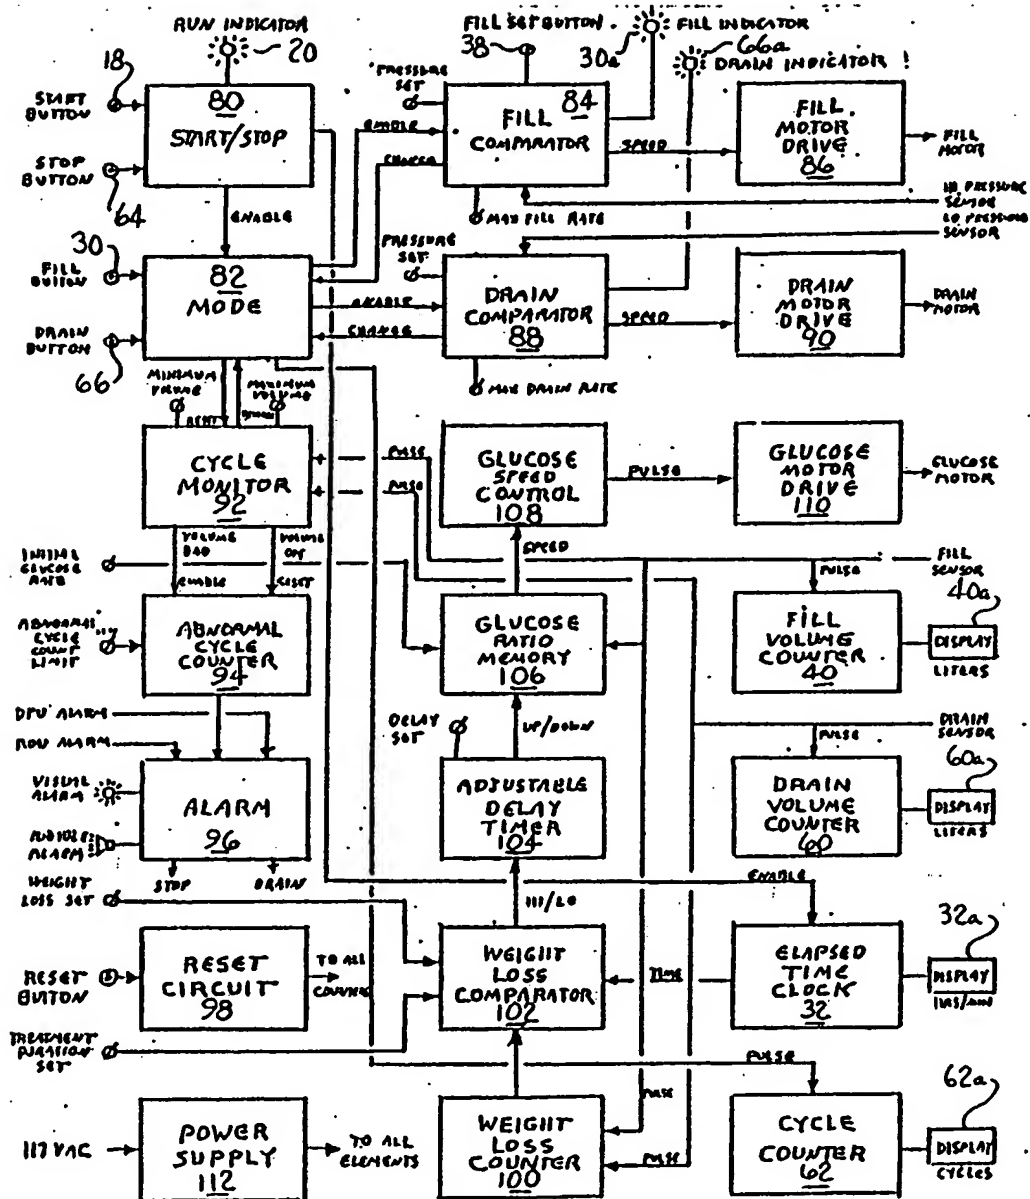 RUN INDICATOR
20
FILL SET BUTTON
38
30a
FILL INDICATOR
66a
DRAIN INDICATOR
18
START
BUTTON
80
START/STOP
PRESSURE
SET
84
FILL
COMPARATOR
FILL
MOTOR
DRIVE
86
FILL
MOTOR
ENABLE
CHANGE
SPEED
STOP
BUTTON
64
ENABLE
MAX FILL RATE
HI PRESSURE
SENSOR
LO PRESSURE
SENSOR
30
FILL
BUTTON
82
MODE
PRESSURE
SET
DRAIN
COMPARATOR
88
DRAIN
MOTOR
DRIVE
90
DRAIN
MOTOR
ENABLE
CHANGE
SPEED
DRAIN
BUTTON
66
MAX DRAIN RATE
MINIMUM
VOLUME
MAXIMUM
VOLUME
RESET
CYCLE
MONITOR
92
PULSE
PULSE
GLUCOSE
SPEED
CONTROL
108
PULSE
GLUCOSE
MOTOR
DRIVE
110
GLUCOSE
MOTOR
VOLUME
BAD
VOLUME
OK
INITIAL
GLUCOSE
RATE
ENABLE
RESET
SPEED
PULSE
FILL
SENSOR
40a
ABNORMAL
CYCLE
COUNT
LIMIT
ABNORMAL
CYCLE
COUNTER
94
GLUCOSE
RATIO
MEMORY
106
FILL
VOLUME
COUNTER
40
DISPLAY
LITERS
DPU ALARM
ROU ALARM
DELAY
SET
UP/DOWN
PULSE
DRAIN
SENSOR
60a
VISUAL
ALARM
AUDIBLE
ALARM
ALARM
96
ADJUSTABLE
DELAY
TIMER
104
DRAIN
VOLUME
COUNTER
60
DISPLAY
LITERS
STOP
DRAIN
WEIGHT
LOSS SET
HI/LO
ENABLE
32a
RESET
BUTTON
RESET
CIRCUIT
98
TO ALL
COUNTERS
WEIGHT
LOSS
COMPARATOR
102
TIME
ELAPSED
TIME
CLOCK
32
DISPLAY
HRS/MIN
TREATMENT
DURATION
SET
PULSE
62a
117 VAC
POWER
SUPPLY
112
TO ALL
ELEMENTS
WEIGHT
LOSS
COUNTER
100
PULSE
PULSE
CYCLE
COUNTER
62
DISPLAY
CYCLES